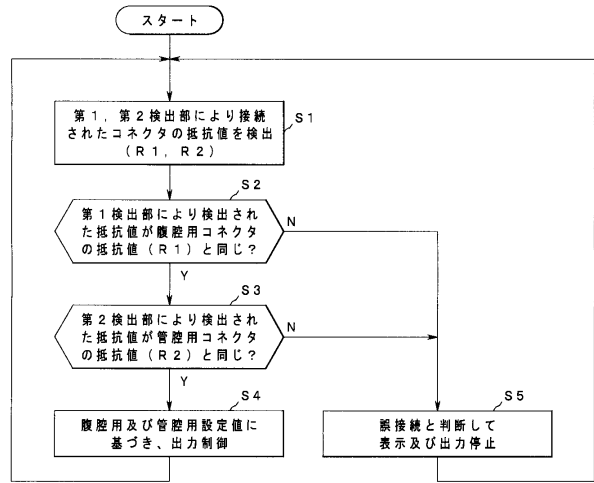 スタート
第1，第2検出部により接続
されたコネクタの抵抗値を検出
(R1, R2)
S1
S2
第1検出部により検出され
た抵抗値が腹腔用コネクタ
の抵抗値(R1)と同じ?
N
Y
S3
第2検出部により検出され
た抵抗値が管腔用コネクタ
の抵抗値(R2)と同じ?
N
Y
S4
腹腔用及び管腔用設定値に
基づき、出力制御
S5
誤接続と判断して
表示及び出力停止